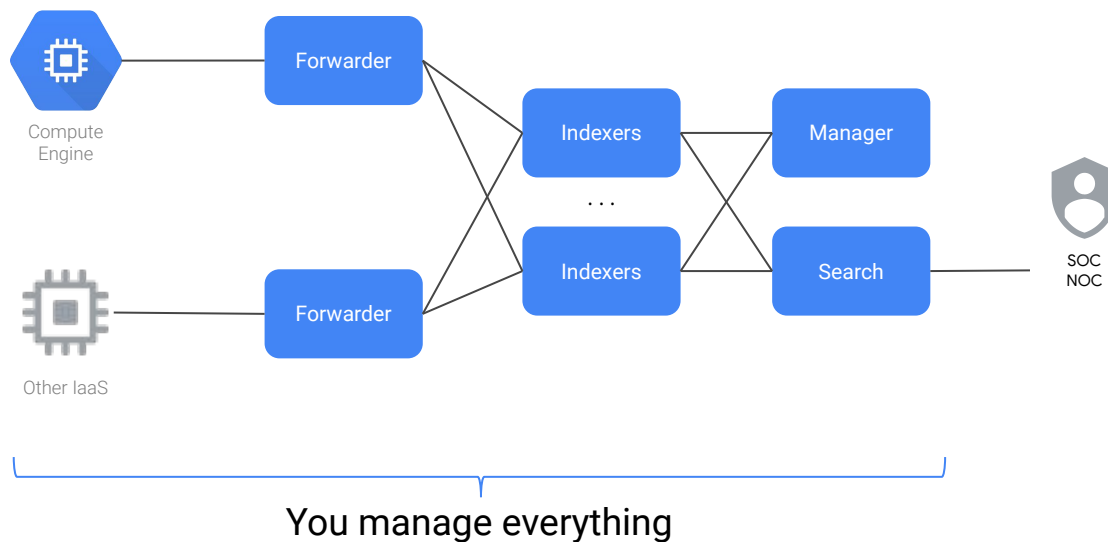 Forwarder
Compute
Engine
Indexers
Manager
. . .
Indexers
Search
SOC
NOC
Forwarder
Other IaaS
You manage everything